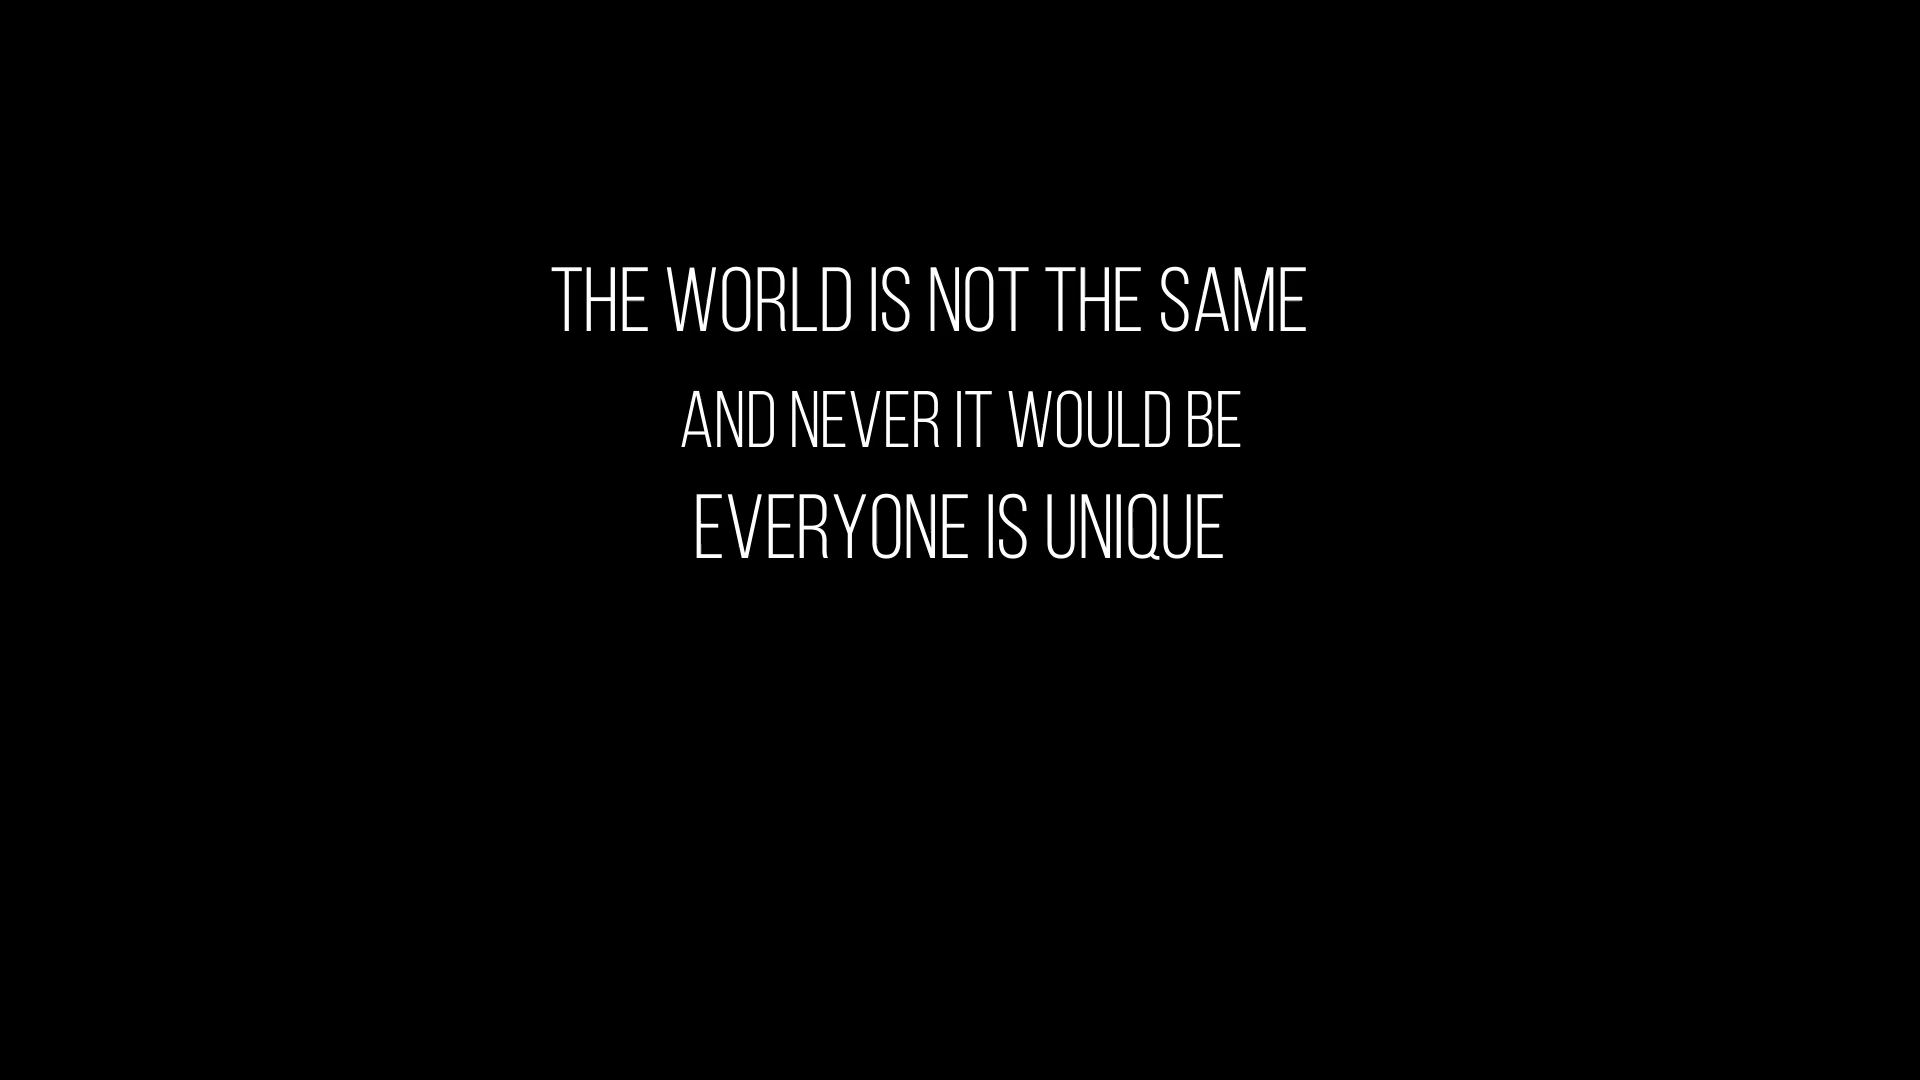 THE WORLD IS NOT THE SAME
AND NEVER IT WOULD BE
EVERYONE IS UNIQUE